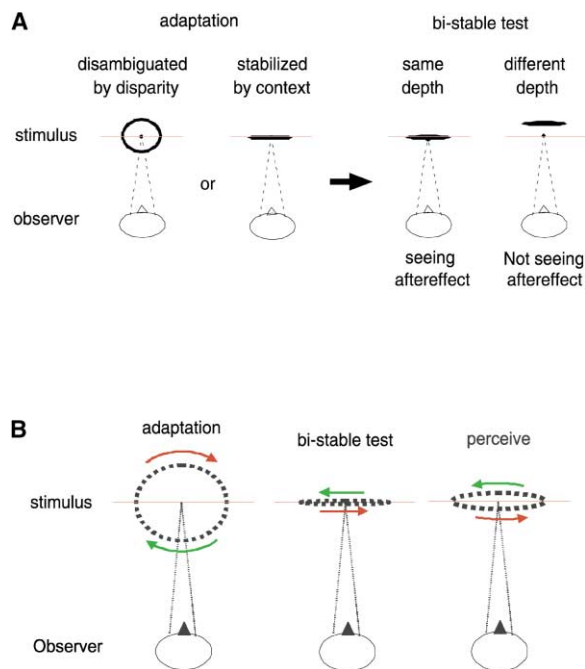 A
adaptation
bi-stable test
disambiguated
by disparity
stabilized
by context
same
depth
different
depth
stimulus
or
observer
seeing
aftereffect
Not seeing
aftereffect
B
adaptation
bi-stable test
perceive
stimulus
Observer